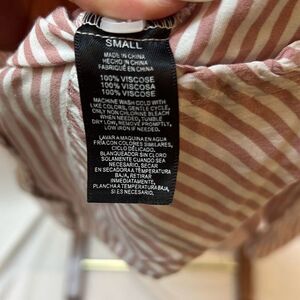 SMALL
MADE IN CHINA
HECHO EN CHINA
FABRIQUÉ EN CHINA
100% VISCOSE
100% VISCOSA
100% VISCOSE
MACHINE WASH COLD WITH
LIKE COLORS, GENTLE CYCLE.
ONLY NON CHLORINE BLEACH
WHEN NEEDED, TUMBLE
DRY LOW, REMOVE PROMPTLY,
LOW IRON IF NEEDED.
LAVAR A MAQUINA EN AGUA
FRIA CON COLORES SIMILARES,
CICLO DELICADO.
BLANQUEADOR SIN CLORO
SOLAMENTE CUANDO SEA
NECESARIO, SECAR
EN SECADORA A TEMPERATURA
BAJA, RETIRAR
INMEDIATAMENTE,
PLANCHA A TEMPERATURA BAJA,
SI ES NECESARIO.